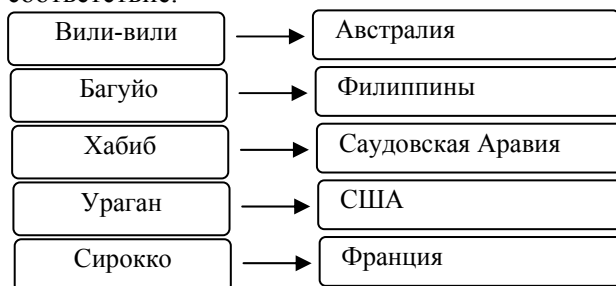 соответствие.
Вили-вили Австралия
Багуйо Филиппины
Хабиб Саудовская Аравия
Ураган США
Сирокко Франция